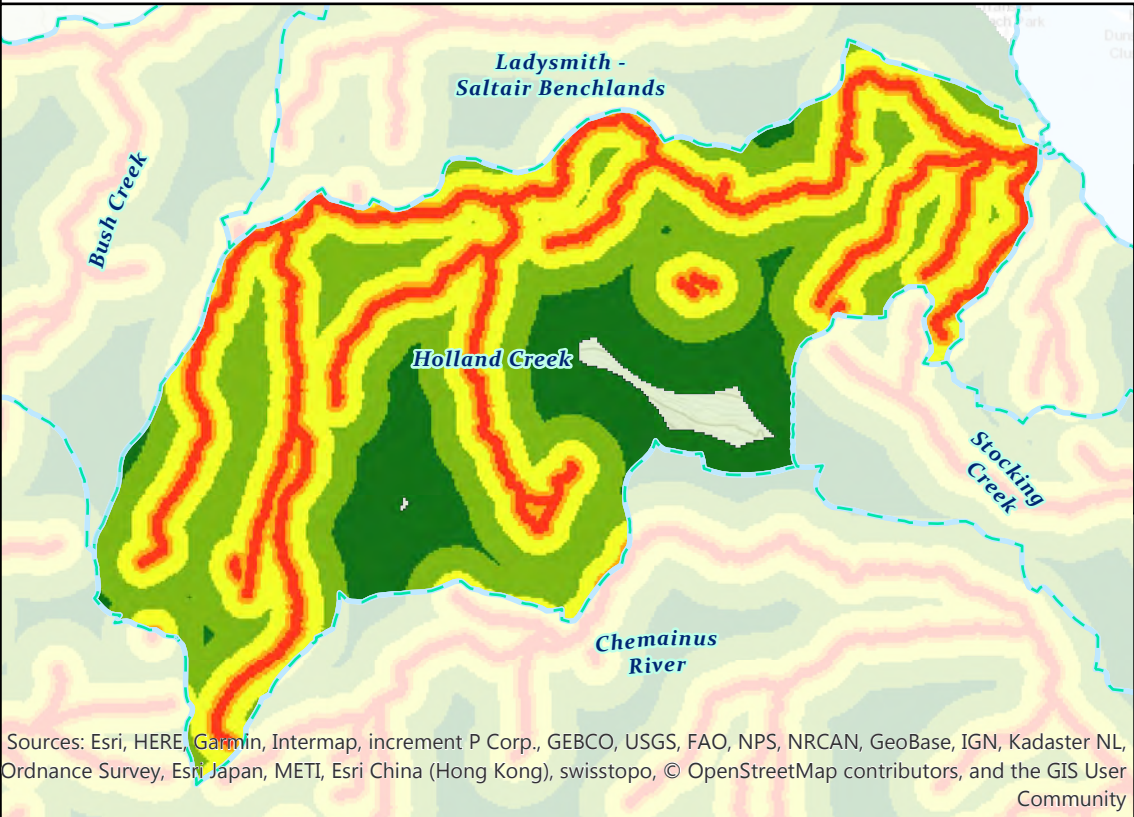 Park
Ladysmith -
Saltair Benchlands
Bush Creek
Holland Creek
Stocking
Creek
Chemainus
River
Sources: Esri, HERE, Garmin, Intermap, increment P Corp., GEBCO, USGS, FAO, NPS, NRCAN, GeoBase, IGN, Kadaster NL,
Ordnance Survey, Esri Japan, METI, Esri China (Hong Kong), swisstopo, © OpenStreetMap contributors, and the GIS User
Community